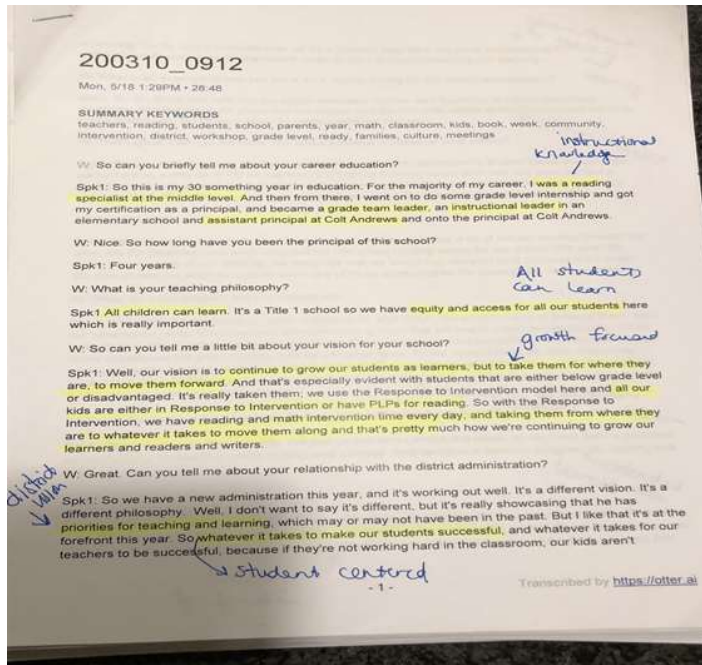 200310_0912
Mon, 5/18 1:29PM • 26:48
SUMMARY KEYWORDS
teachers, reading, students, school, parents, year, math, classroom, kids, book, week, community,
intervention, district, workshop, grade level, ready, families, culture, meetings
instructional
knowledge
W: So can you briefly tell me about your career education?
Spk1: So this is my 30 something year in education. For the majority of my career, I was a reading
specialist at the middle level. And then from there, I went on to do some grade level internship and got
my certification as a principal, and became a grade team leader, an instructional leader in an
elementary school and assistant principal at Colt Andrews and onto the principal at Colt Andrews.
W: Nice. So how long have you been the principal of this school?
Spk1: Four years.
W: What is your teaching philosophy?
All students
can learn
Spk1 All children can learn. It's a Title 1 school so we have equity and access for all our students here
which is really important.
W: So can you tell me a little bit about your vision for your school?
growth focused
Spk1: Well, our vision is to continue to grow our students as learners, but to take them for where they
are, to move them forward. And that's especially evident with students that are either below grade level
or disadvantaged. It's really taken them; we use the Response to Intervention model here and all our
kids are either in Response to Intervention or have PLPs for reading. So with the Response to
Intervention, we have reading and math intervention time every day, and taking them from where they
are to whatever it takes to move them along and that's pretty much how we're continuing to grow our
learners and readers and writers.
W: Great. Can you tell me about your relationship with the district administration?
district
vision
Spk1: So we have a new administration this year, and it's working out well. It's a different vision. It's a
different philosophy. Well, I don't want to say it's different, but it's really showcasing that he has
priorities for teaching and learning, which may or may not have been in the past. But I like that it's at the
forefront this year. So whatever it takes to make our students successful, and whatever it takes for our
teachers to be successful, because if they're not working hard in the classroom, our kids aren't
student centered
- 1 -
Transcribed by https://otter.ai